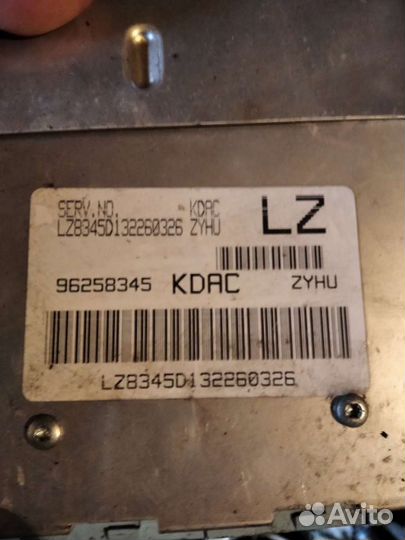 SERV.NO. KDAC LZ
LZ8345D132260326 ZYHU
96258345 KDAC ZYHU
LZ8345D132260326
Avito